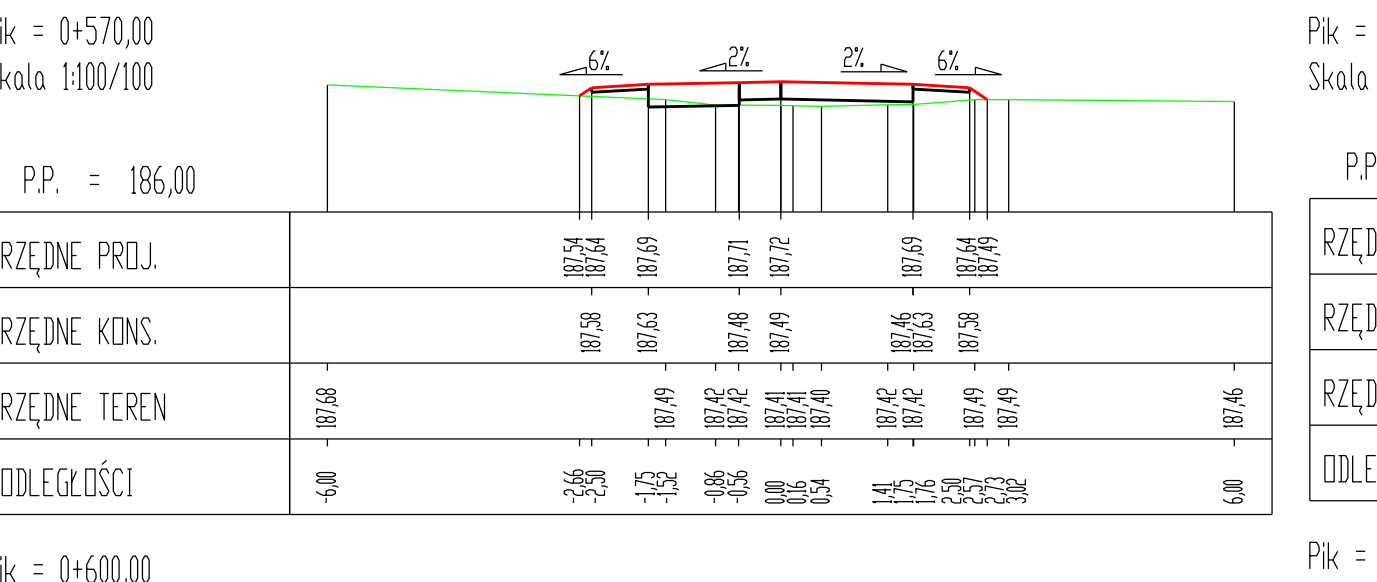 ik = 0+570,00
kala 1:100/100
6% 2% 2% 6%
P.P. = 186,00
RZĘDNE PROJ. 187,54 187,64 187,69 187,71 187,72 187,69 187,64 187,49
RZĘDNE KONS. 187,58 187,63 187,48 187,49 187,46 187,63 187,58
RZĘDNE TEREN 187,68 187,49 187,42 187,42 187,41 187,41 187,40 187,42 187,42 187,49 187,49 187,46
ODLEGŁOŚCI -6,00 -2,66 -2,50 -1,75 -1,52 -0,86 -0,56 0,00 0,16 0,54 1,41 1,75 1,76 2,50 2,57 2,73 3,02 6,00
ik = 0+600,00
Pik =
Skala
P.P
RZĘD
RZĘD
RZĘD
ODLE
Pik =